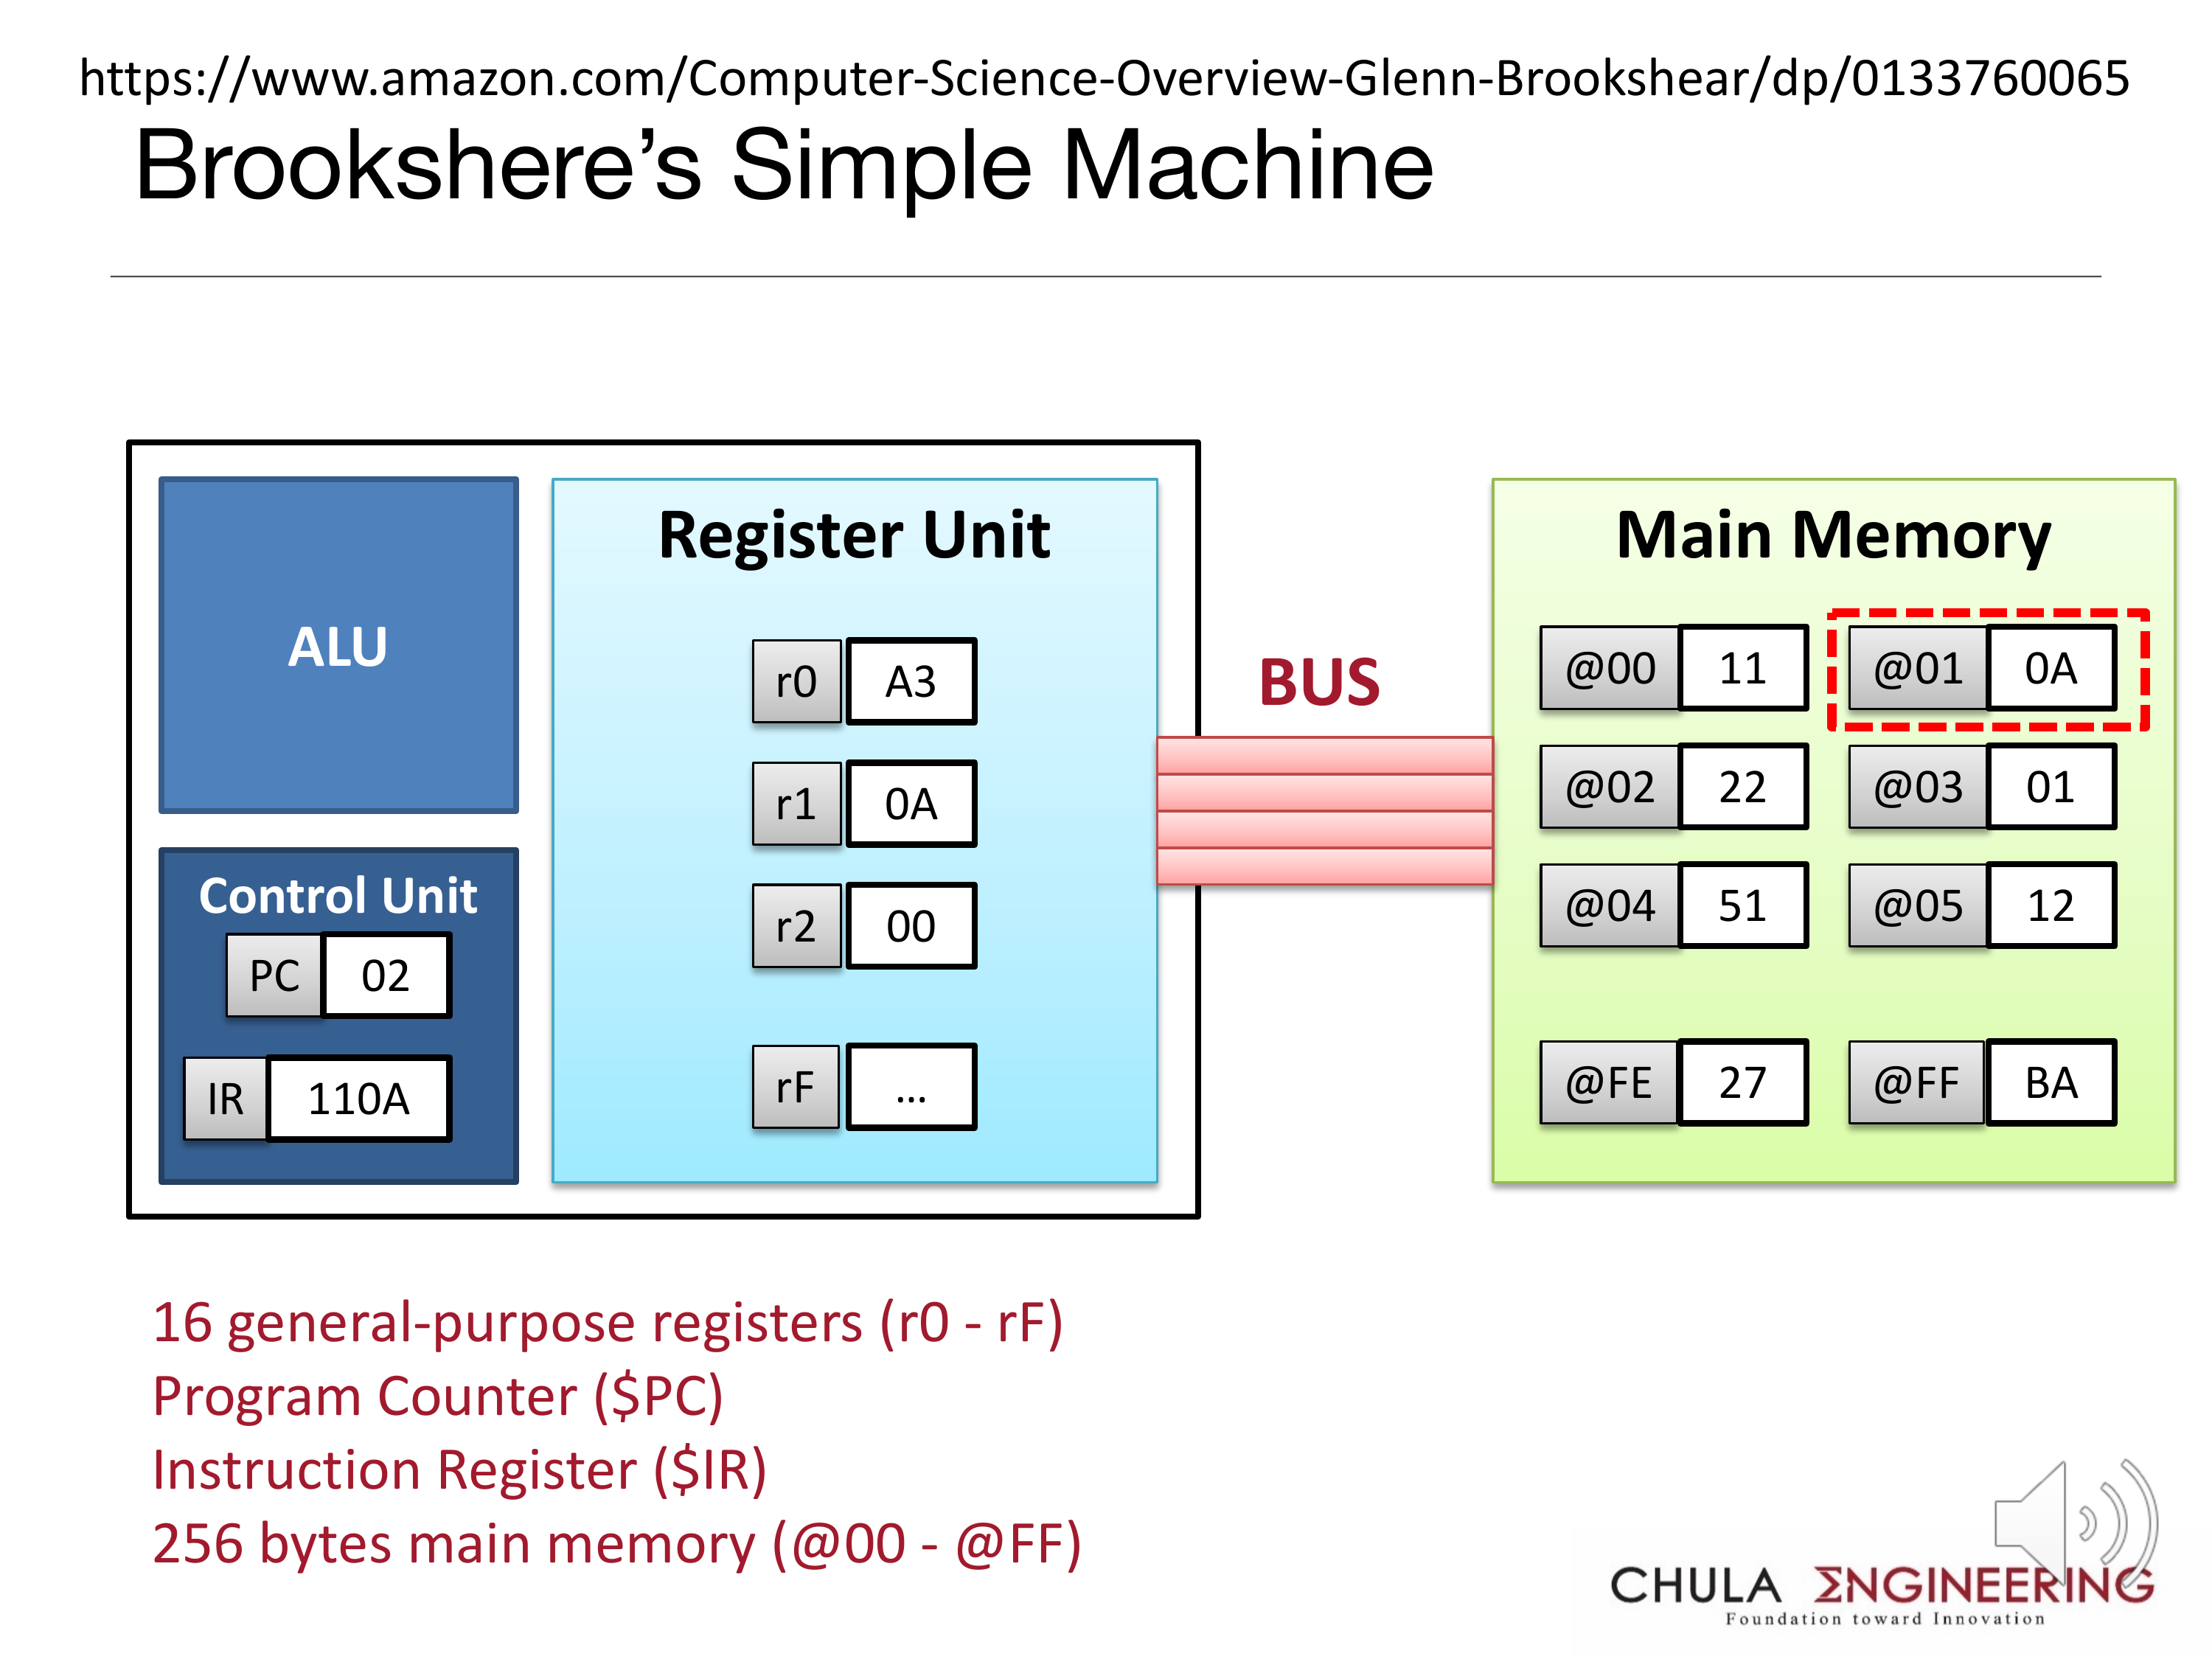 https://www.amazon.com/Computer-Science-Overview-Glenn-Brookshear/dp/0133760065
Brookshere’s Simple Machine
ALU
Control Unit
PC 02
IR 110A
Register Unit
r0 A3
r1 0A
r2 00
rF ...
BUS
Main Memory
@00 11 @01 0A
@02 22 @03 01
@04 51 @05 12
@FE 27 @FF BA
16 general-purpose registers (r0 - rF)
Program Counter ($PC)
Instruction Register ($IR)
256 bytes main memory (@00 - @FF)
CHULA ΣNGINEERING
Foundation toward Innovation